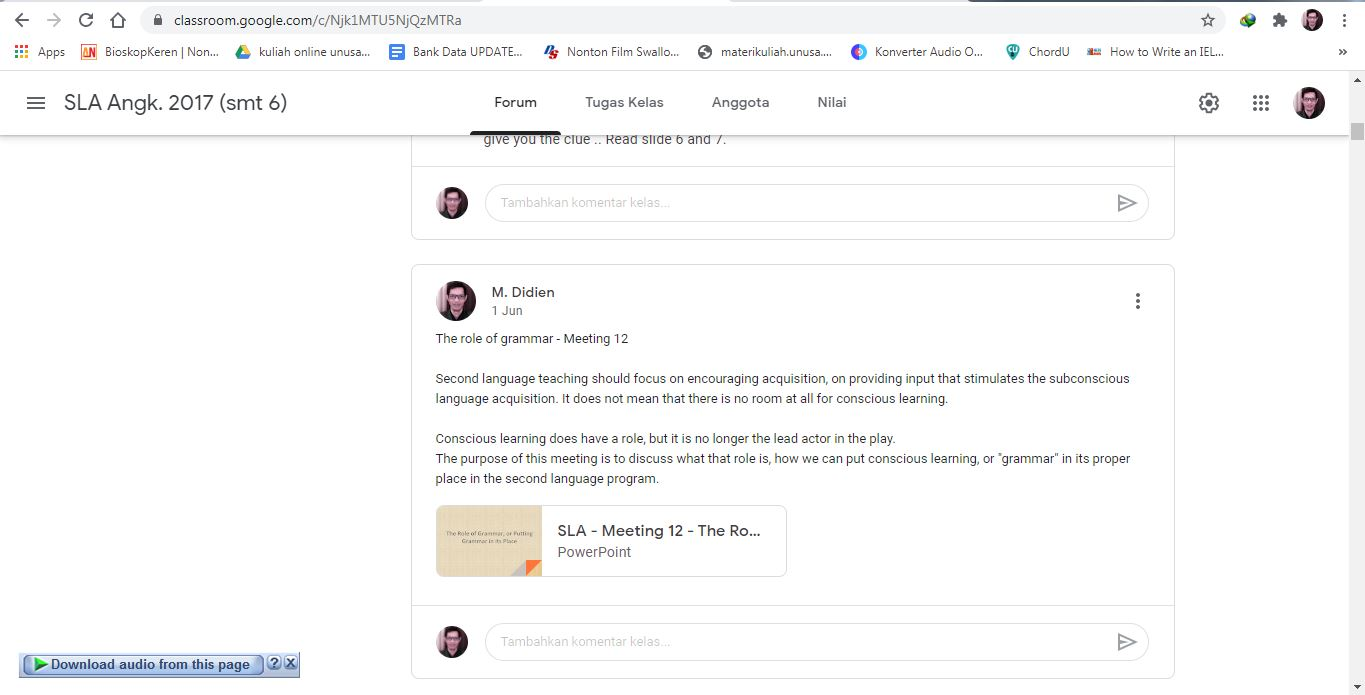 classroom.google.com/c/Njk1MTU5NjQzMTRa
Apps
BioskopKeren | Non...
kuliah online unusa...
Bank Data UPDATE...
Nonton Film Swallo...
materikuliah.unusa....
Konverter Audio O...
ChordU
How to Write an IEL...
»
SLA Angk. 2017 (smt 6)
Forum
Tugas Kelas
Anggota
Nilai
give you the clue .. Read slide 6 and 7.
Tambahkan komentar kelas...
M. Didien
1 Jun
The role of grammar - Meeting 12
Second language teaching should focus on encouraging acquisition, on providing input that stimulates the subconscious
language acquisition. It does not mean that there is no room at all for conscious learning.
Conscious learning does have a role, but it is no longer the lead actor in the play.
The purpose of this meeting is to discuss what that role is, how we can put conscious learning, or "grammar" in its proper
place in the second language program.
The Role of Grammar, or Putting
Grammar in its Place
SLA - Meeting 12 - The Ro...
PowerPoint
Tambahkan komentar kelas...
Download audio from this page
? X